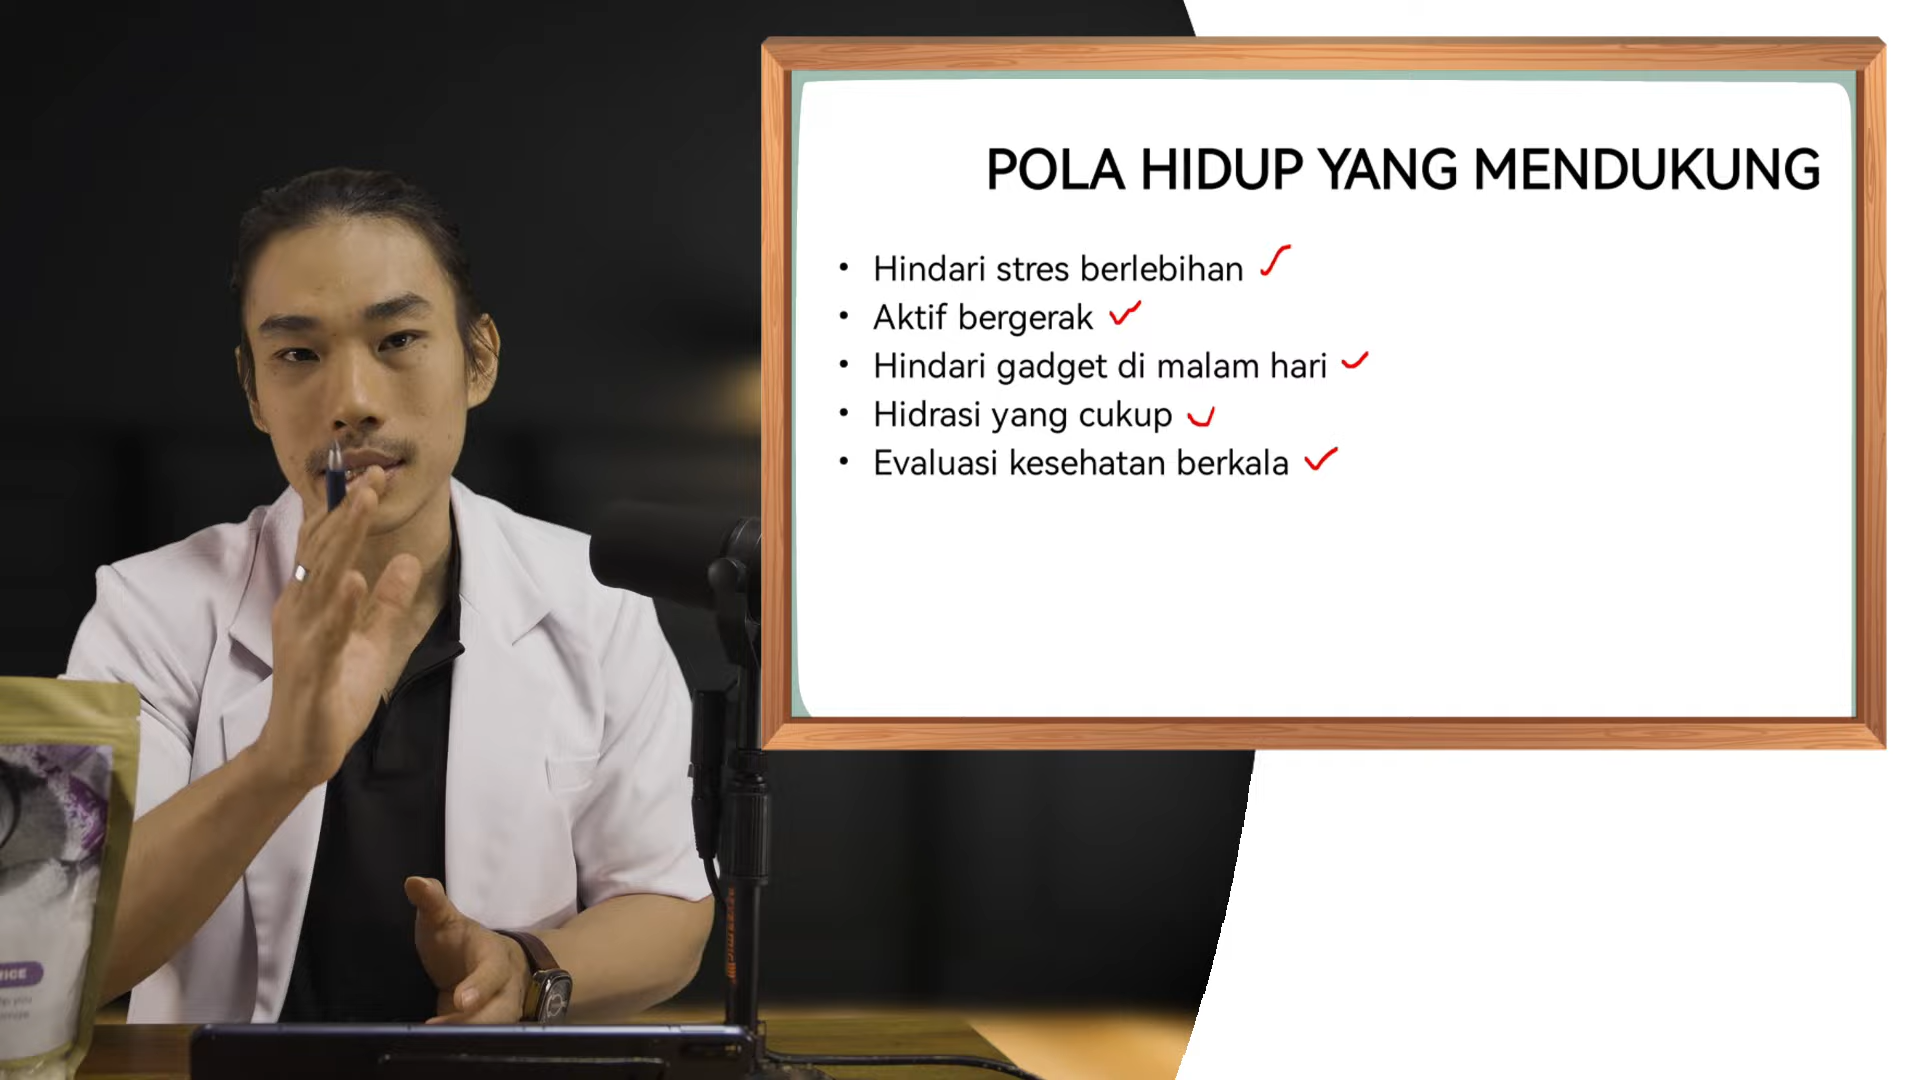 POLA HIDUP YANG MENDUKUNG
• Hindari stres berlebihan
• Aktif bergerak
• Hindari gadget di malam hari
• Hidrasi yang cukup
• Evaluasi kesehatan berkala